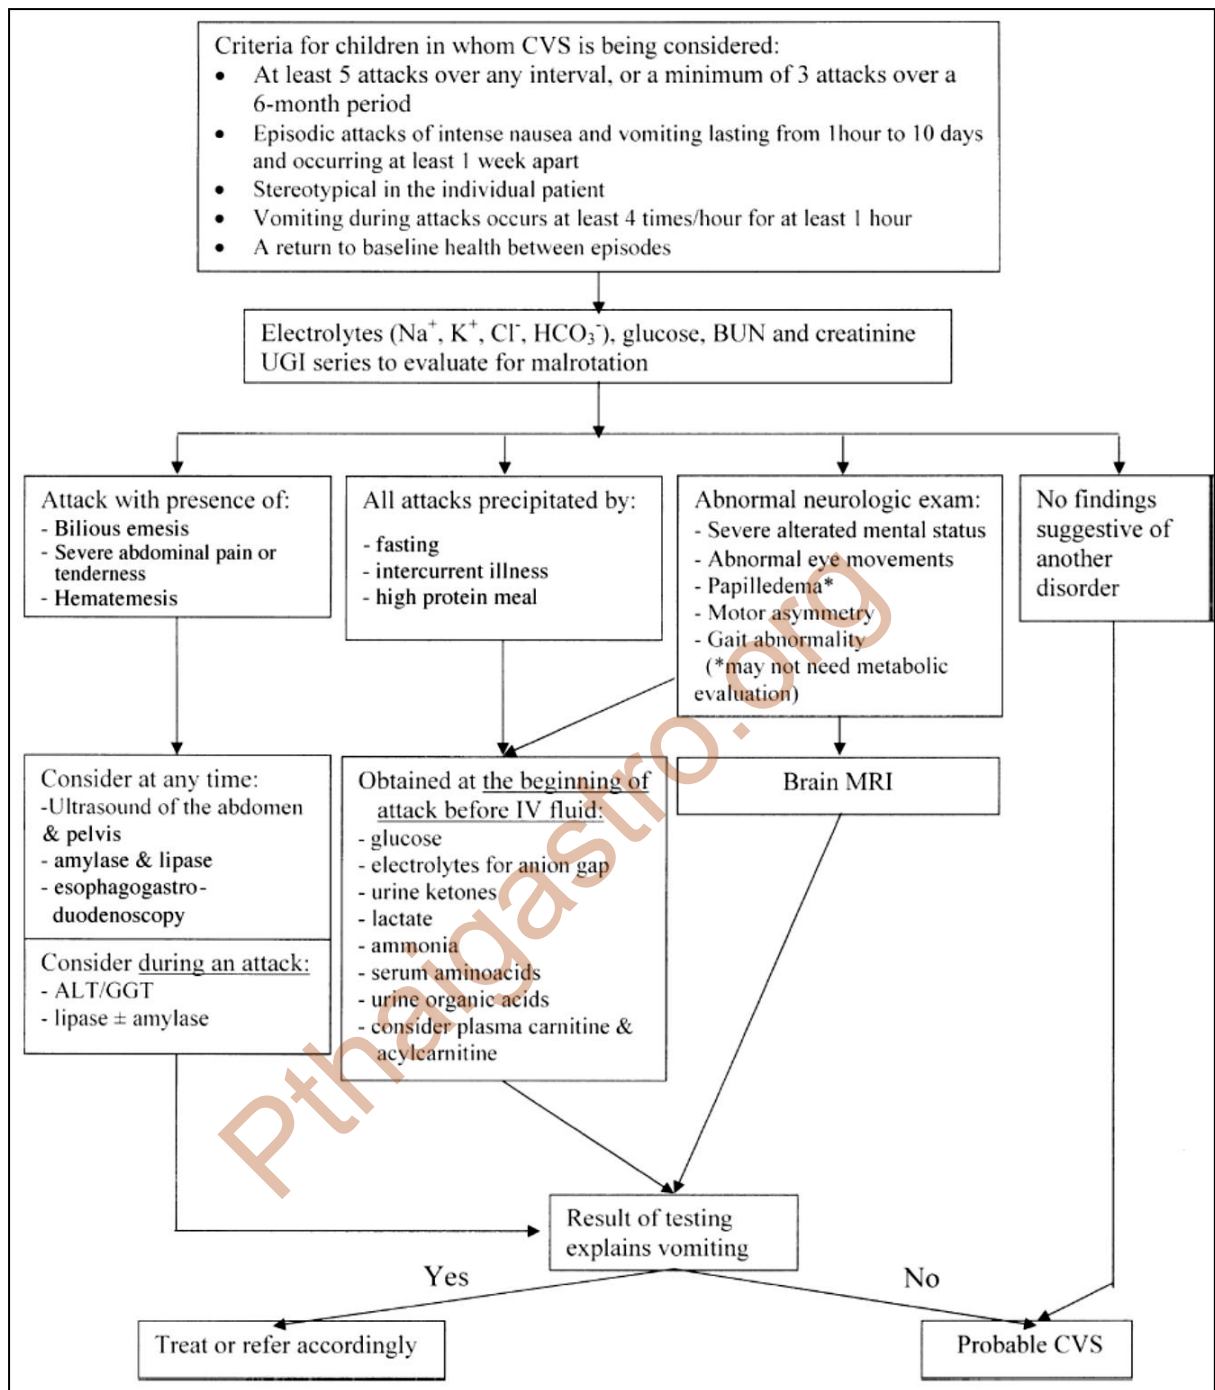 Criteria for children in whom CVS is being considered:
• At least 5 attacks over any interval, or a minimum of 3 attacks over a
6-month period
• Episodic attacks of intense nausea and vomiting lasting from 1hour to 10 days
and occurring at least 1 week apart
• Stereotypical in the individual patient
• Vomiting during attacks occurs at least 4 times/hour for at least 1 hour
• A return to baseline health between episodes
Electrolytes (Na⁺, K⁺, Cl⁻, HCO₃⁻), glucose, BUN and creatinine
UGI series to evaluate for malrotation
Attack with presence of:
- Bilious emesis
- Severe abdominal pain or
tenderness
- Hematemesis
All attacks precipitated by:
- fasting
- intercurrent illness
- high protein meal
Abnormal neurologic exam:
- Severe alterated mental status
- Abnormal eye movements
- Papilledema*
- Motor asymmetry
- Gait abnormality
(*may not need metabolic
evaluation)
No findings
suggestive of
another
disorder
Consider at any time:
-Ultrasound of the abdomen
& pelvis
- amylase & lipase
- esophagogastro-
duodenoscopy
Consider during an attack:
- ALT/GGT
- lipase ± amylase
Obtained at the beginning of
attack before IV fluid:
- glucose
- electrolytes for anion gap
- urine ketones
- lactate
- ammonia
- serum aminoacids
- urine organic acids
- consider plasma carnitine &
acylcarnitine
Brain MRI
Result of testing
explains vomiting
Yes
No
Treat or refer accordingly
Probable CVS
Pthaigastro.org